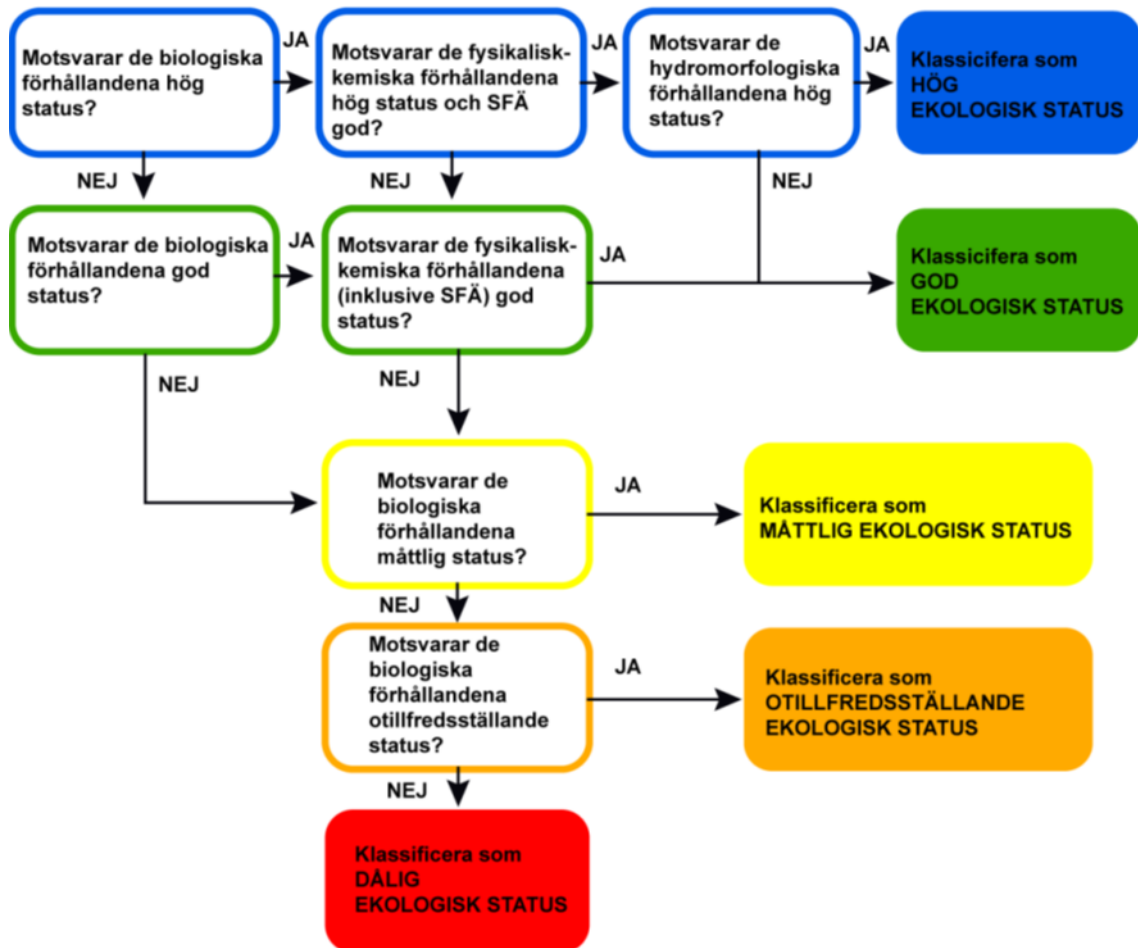 Motsvarar de biologiska
förhållandena hög
status?
JA
Motsvarar de fysikalisk-
kemiska förhållandena
hög status och SFÄ
god?
JA
Motsvarar de
hydromorfologiska
förhållandena hög
status?
JA
Klassicifera som
HÖG
EKOLOGISK STATUS
NEJ
NEJ
NEJ
Motsvarar de biologiska
förhållandena god
status?
JA
Motsvarar de fysikalisk-
kemiska förhållandena
(inklusive SFÄ) god
status?
JA
Klassicifera som
GOD
EKOLOGISK STATUS
NEJ
NEJ
Motsvarar de
biologiska
förhållandena
måttlig status?
JA
Klassificera som
MÅTTLIG EKOLOGISK STATUS
NEJ
Motsvarar de
biologiska
förhållandena
otillfredsställande
status?
JA
Klassificera som
OTILLFREDSSTÄLLANDE
EKOLOGISK STATUS
NEJ
Klassificera som
DÅLIG
EKOLOGISK STATUS